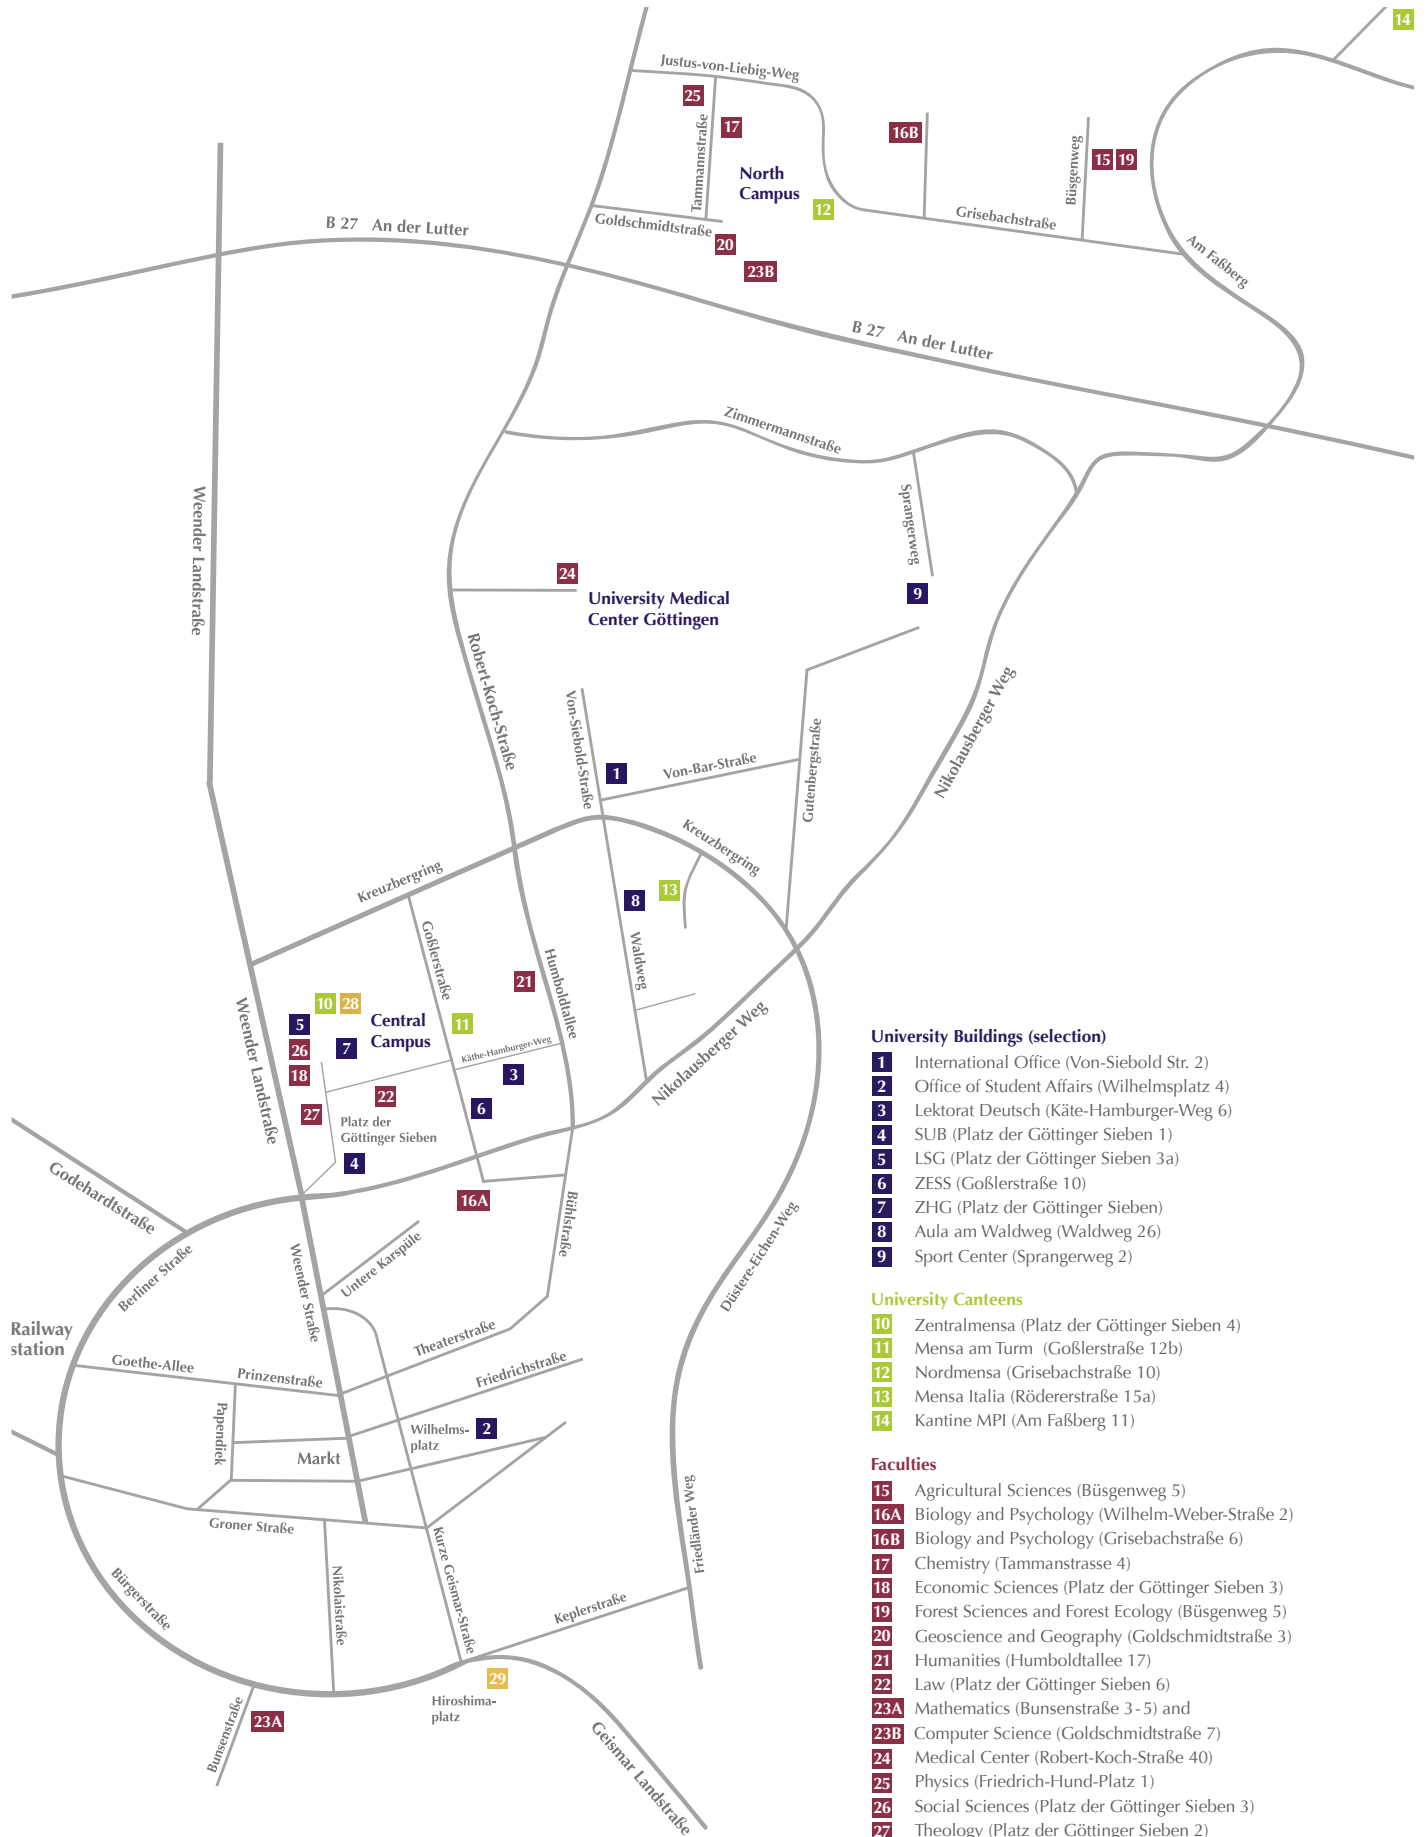 14
Justus-von-Liebig-Weg
25
17
Tammannstraße
16B
Büsgenweg
15 19
North
Campus
12
Goldschmidtstraße
Grisebachstraße
B 27 An der Lutter
20
23B
Am Faßberg
B 27 An der Lutter
Zimmermannstraße
Weender Landstraße
Sprangerweg
24
9
University Medical
Center Göttingen
Robert-Koch-Straße
Von-Siebold-Straße
1
Von-Bar-Straße
Gutenbergstraße
Nikolausberger Weg
Kreuzbergring
Kreuzbergring
13
8
Goßlerstraße
Waldweg
Humboldtallee
21
10 28
5
Central
Campus
11
Weender Landstraße
26
7
Käthe-Hamburger-Weg
18
3
Nikolausberger Weg
22
6
27
Platz der
Göttinger Sieben
4
Godehardtstraße
16A
Bühlstraße
Untere Karspüle
Berliner Straße
Weender Straße
Düstere-Eichen-Weg
Railway
station
Theaterstraße
Goethe-Allee
Prinzenstraße
Friedrichstraße
Papendiek
Wilhelms-
platz
2
Markt
Groner Straße
Friedländer Weg
Kurze Geismar-Straße
Bürgerstraße
Nikolaistraße
Keplerstraße
29
Hiroshima-
platz
Bunsenstraße
23A
Geismar Landstraße
University Buildings (selection)
1 International Office (Von-Siebold Str. 2)
2 Office of Student Affairs (Wilhelmsplatz 4)
3 Lektorat Deutsch (Käte-Hamburger-Weg 6)
4 SUB (Platz der Göttinger Sieben 1)
5 LSG (Platz der Göttinger Sieben 3a)
6 ZESS (Goßlerstraße 10)
7 ZHG (Platz der Göttinger Sieben)
8 Aula am Waldweg (Waldweg 26)
9 Sport Center (Sprangerweg 2)
University Canteens
10 Zentralmensa (Platz der Göttinger Sieben 4)
11 Mensa am Turm (Goßlerstraße 12b)
12 Nordmensa (Grisebachstraße 10)
13 Mensa Italia (Rödererstraße 15a)
14 Kantine MPI (Am Faßberg 11)
Faculties
15 Agricultural Sciences (Büsgenweg 5)
16A Biology and Psychology (Wilhelm-Weber-Straße 2)
16B Biology and Psychology (Grisebachstraße 6)
17 Chemistry (Tammanstrasse 4)
18 Economic Sciences (Platz der Göttinger Sieben 3)
19 Forest Sciences and Forest Ecology (Büsgenweg 5)
20 Geoscience and Geography (Goldschmidtstraße 3)
21 Humanities (Humboldtallee 17)
22 Law (Platz der Göttinger Sieben 6)
23A Mathematics (Bunsenstraße 3-5) and
23B Computer Science (Goldschmidtstraße 7)
24 Medical Center (Robert-Koch-Straße 40)
25 Physics (Friedrich-Hund-Platz 1)
26 Social Sciences (Platz der Göttinger Sieben 3)
27 Theology (Platz der Göttinger Sieben 2)